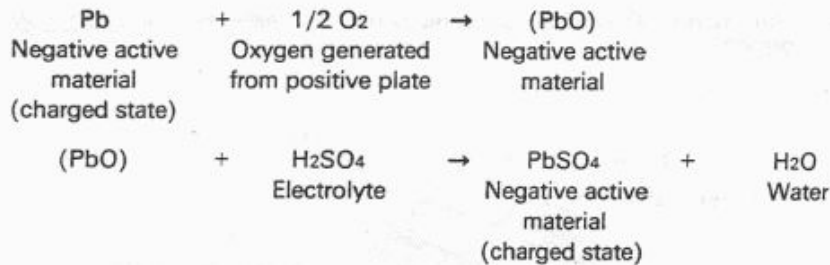 Pb + 1/2 O2 → (PbO)
Negative active Oxygen generated Negative active
material from positive plate material
(charged state)
(PbO) + H2SO4 → PbSO4 + H2O
Electrolyte Negative active Water
material
(charged state)